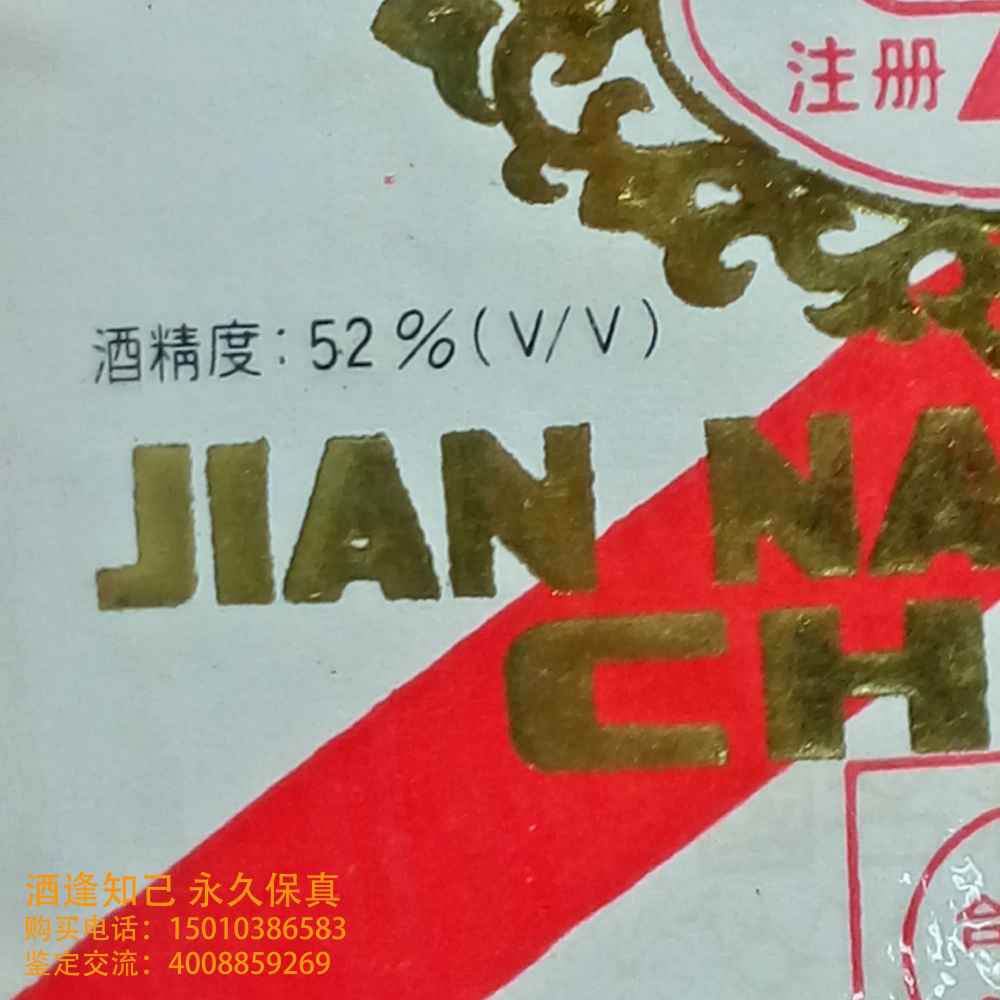 注册
酒精度:52%(V/V)
JIAN NA
CH
酒逢知己 永久保真
购买电话：15010386583
鉴定交流：4008859269